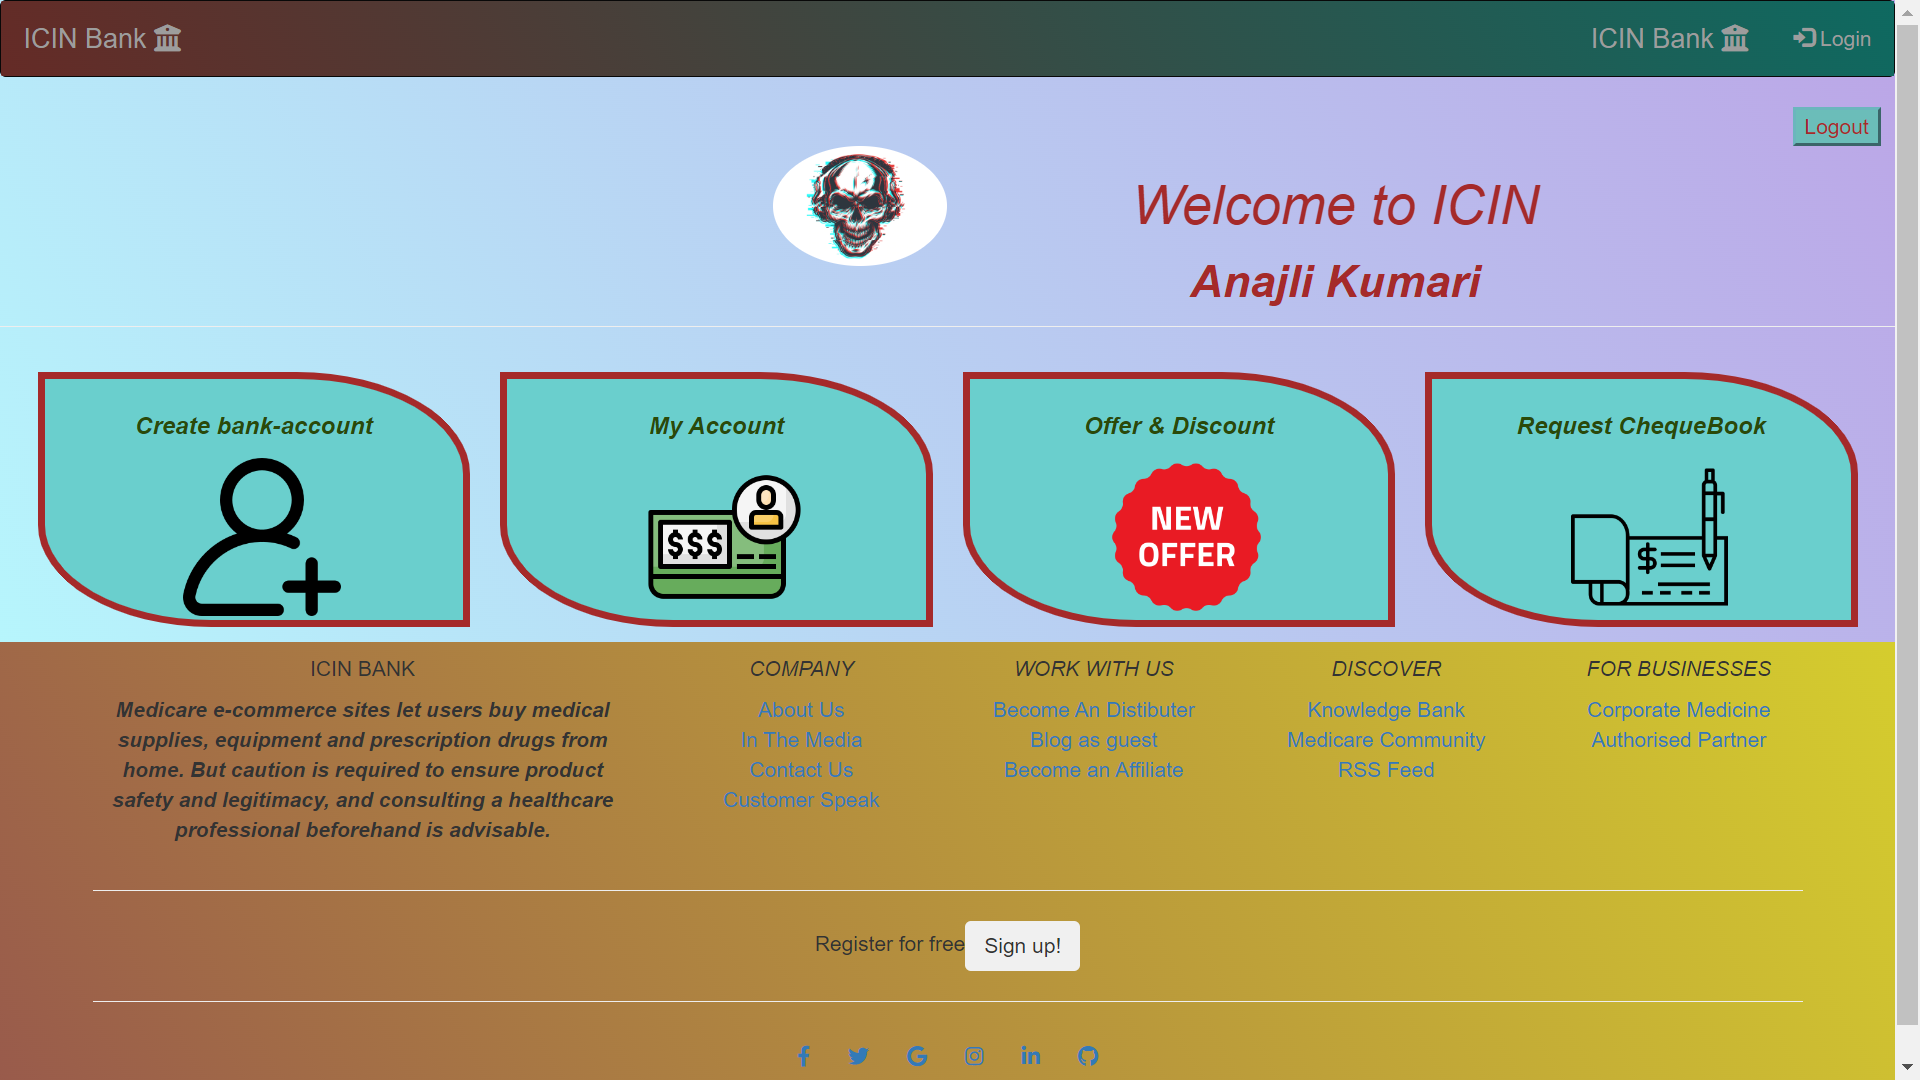 ICIN Bank
ICIN Bank
Login
Logout
Welcome to ICIN
Anajli Kumari
Create bank-account
My Account
$$$
Offer & Discount
NEW
OFFER
Request ChequeBook
$
ICIN BANK
Medicare e-commerce sites let users buy medical
supplies, equipment and prescription drugs from
home. But caution is required to ensure product
safety and legitimacy, and consulting a healthcare
professional beforehand is advisable.
COMPANY
About Us
In The Media
Contact Us
Customer Speak
WORK WITH US
Become An Distibuter
Blog as guest
Become an Affiliate
DISCOVER
Knowledge Bank
Medicare Community
RSS Feed
FOR BUSINESSES
Corporate Medicine
Authorised Partner
Register for free Sign up!